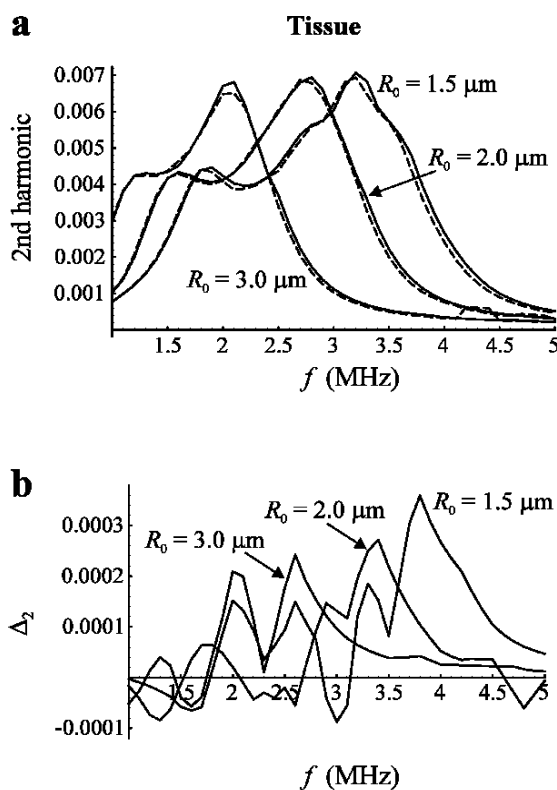 a
Tissue
0.007
0.006
0.005
0.004
0.003
0.002
0.001
2nd harmonic
R₀ = 1.5 μm
R₀ = 2.0 μm
R₀ = 3.0 μm
1.5 2 2.5 3 3.5 4 4.5 5
f (MHz)
b
0.0003
0.0002
0.0001
-0.0001
Δ₂
R₀ = 1.5 μm
R₀ = 2.0 μm
R₀ = 3.0 μm
1.5 2 2.5 3 3.5 4 4.5 5
f (MHz)